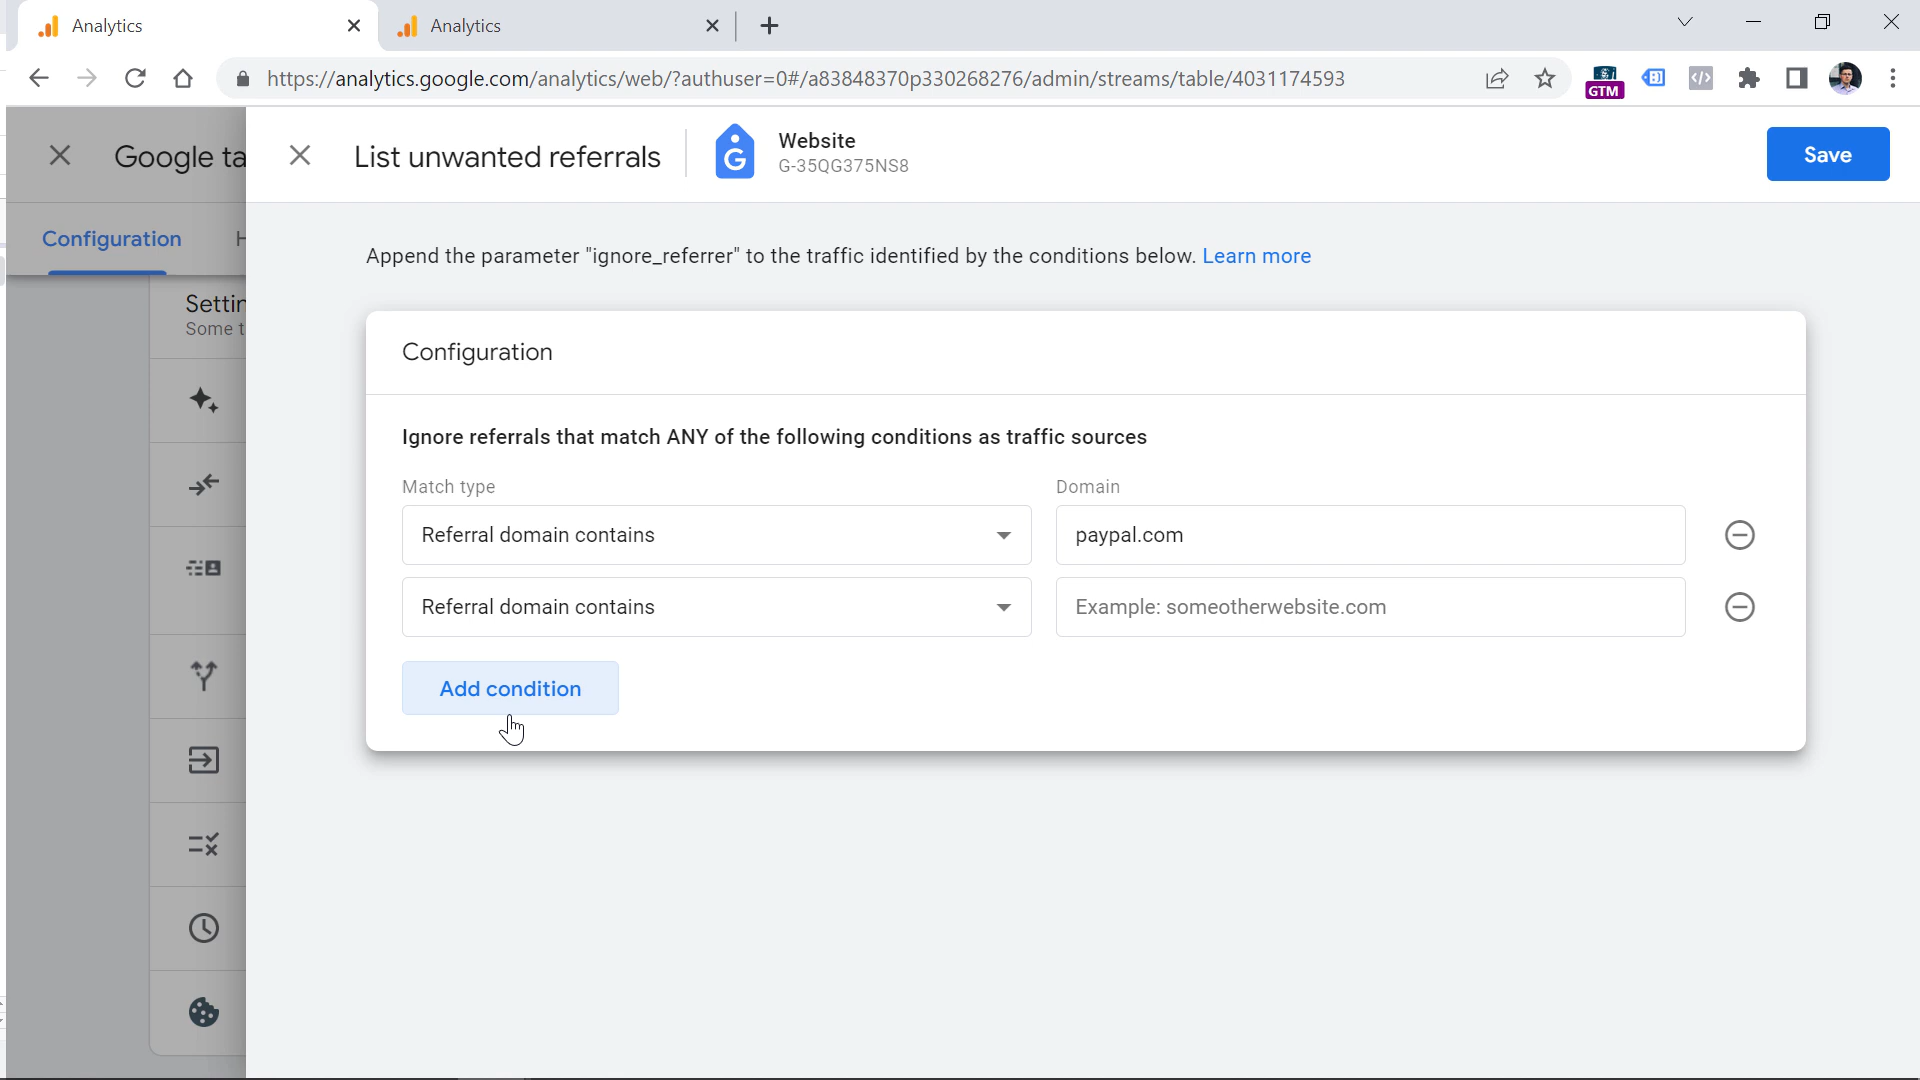 Analytics
Analytics
https://analytics.google.com/analytics/web/?authuser=0#/a83848370p330268276/admin/streams/table/4031174593
GTM
Google ta
List unwanted referrals
Website
G-35QG375NS8
Save
Configuration
H
Append the parameter "ignore_referrer" to the traffic identified by the conditions below. Learn more
Settin
Some t
Configuration
Ignore referrals that match ANY of the following conditions as traffic sources
Match type
Domain
Referral domain contains
paypal.com
Referral domain contains
Example: someotherwebsite.com
Add condition